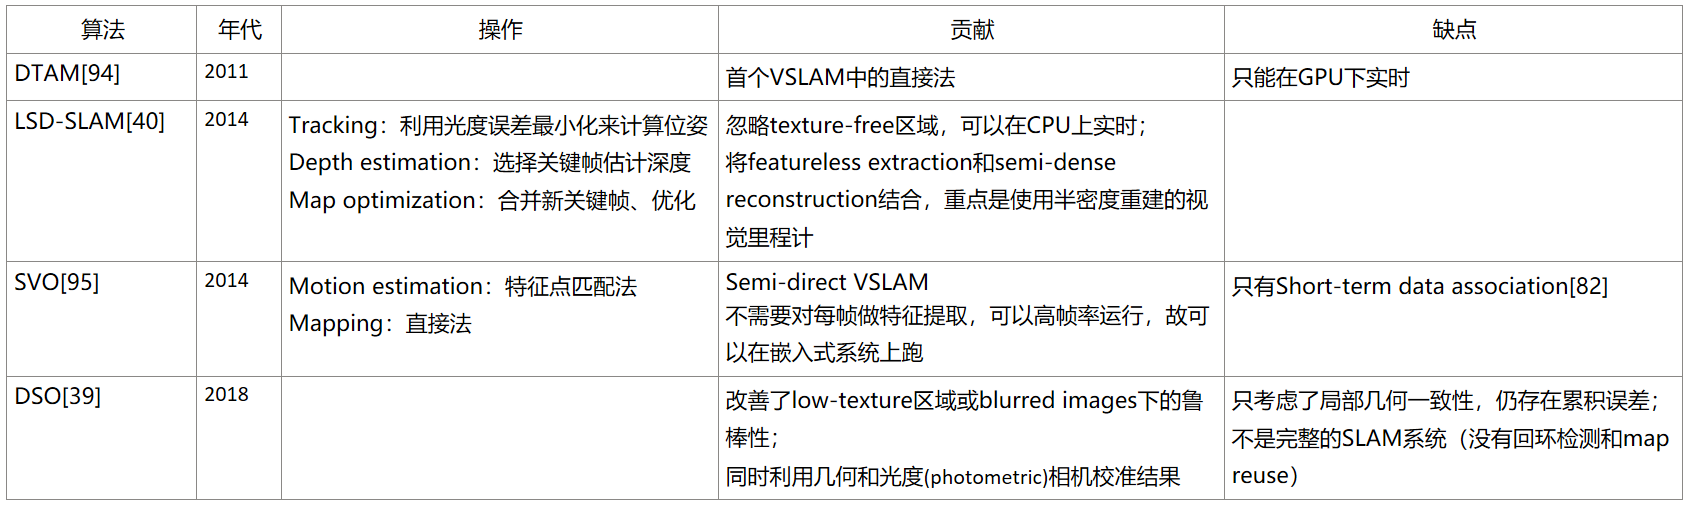 算法 年代 操作 贡献 缺点
DTAM[94] 2011 首个VSLAM中的直接法 只能在GPU下实时
LSD-SLAM[40] 2014
Tracking：利用光度误差最小化来计算位姿
Depth estimation：选择关键帧估计深度
Map optimization：合并新关键帧、优化
忽略texture-free区域，可以在CPU上实时；
将featureless extraction和semi-dense
reconstruction结合，重点是使用半密度重建的视
觉里程计
SVO[95] 2014
Motion estimation：特征点匹配法
Mapping：直接法
Semi-direct VSLAM
不需要对每帧做特征提取，可以高帧率运行，故可
以在嵌入式系统上跑
只有Short-term data association[82]
DSO[39] 2018
改善了low-texture区域或blurred images下的鲁
棒性；
同时利用几何和光度(photometric)相机校准结果
只考虑了局部几何一致性，仍存在累积误差；
不是完整的SLAM系统（没有回环检测和map
reuse）